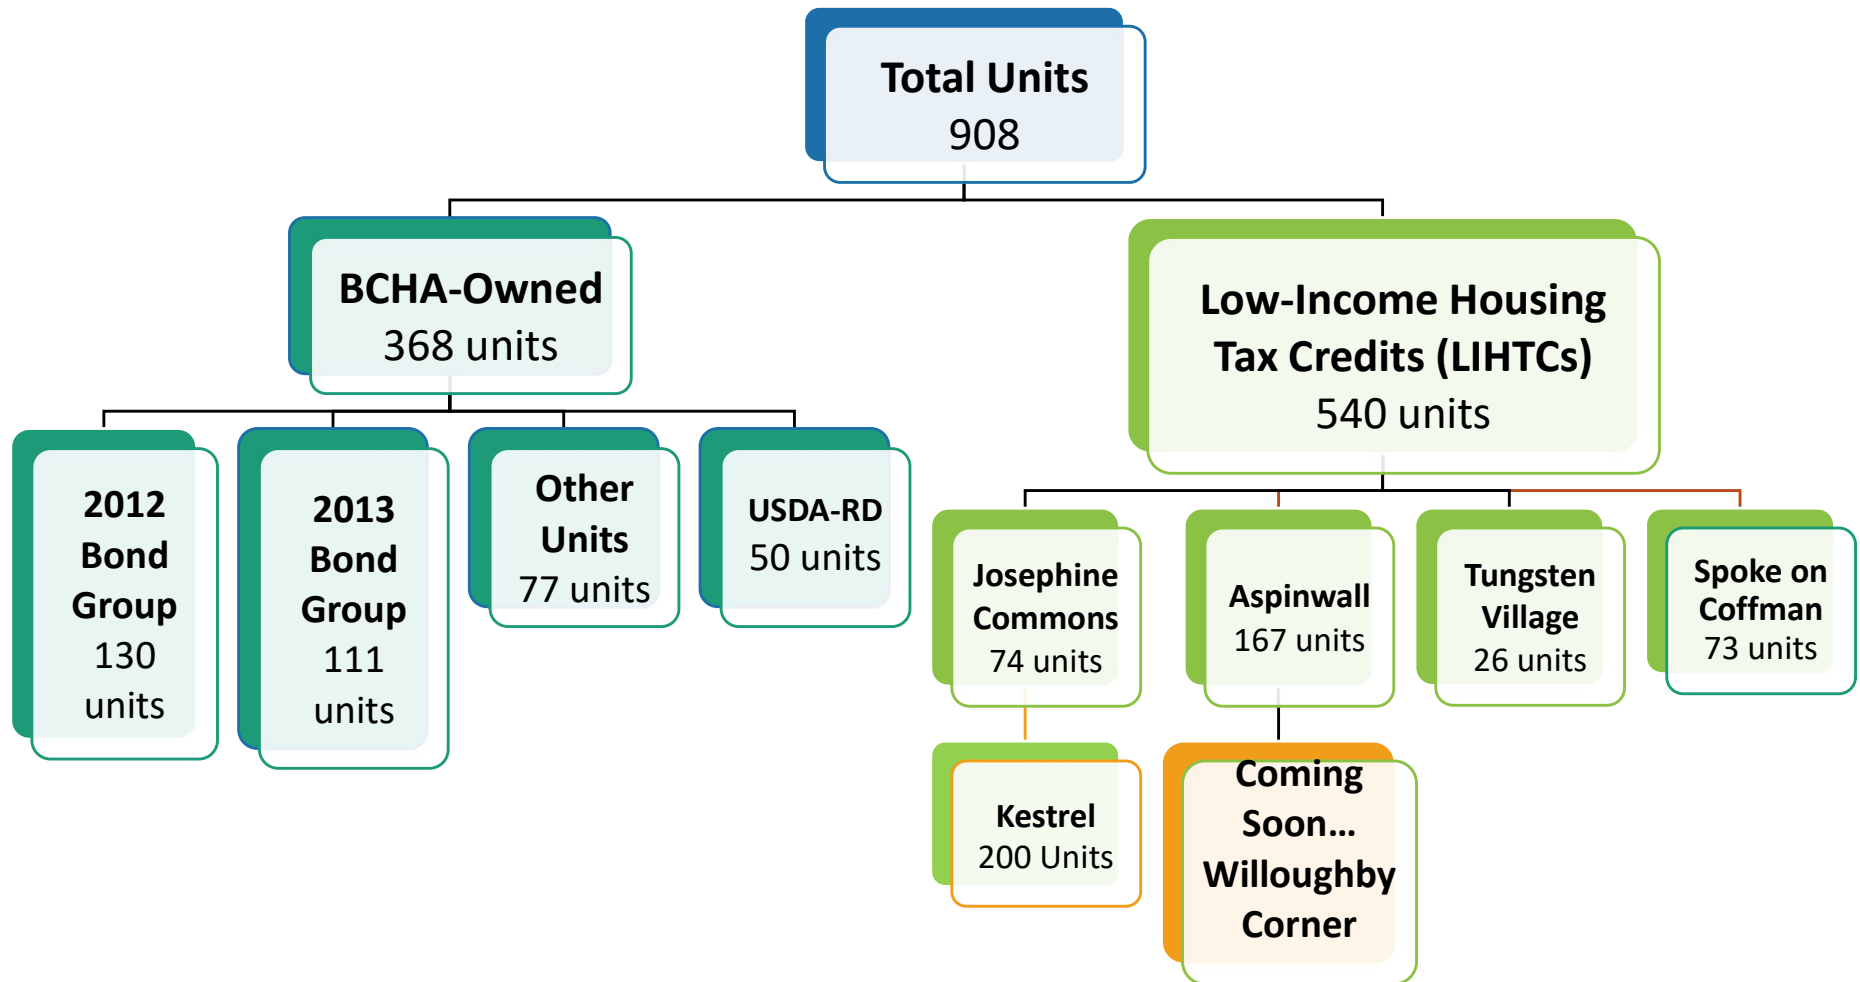 Total Units
908
BCHA-Owned
368 units
Low-Income Housing
Tax Credits (LIHTCs)
540 units
2012
Bond
Group
130
units
2013
Bond
Group
111
units
Other
Units
77 units
USDA-RD
50 units
Josephine
Commons
74 units
Aspinwall
167 units
Tungsten
Village
26 units
Spoke on
Coffman
73 units
Kestrel
200 Units
Coming
Soon...
Willoughby
Corner